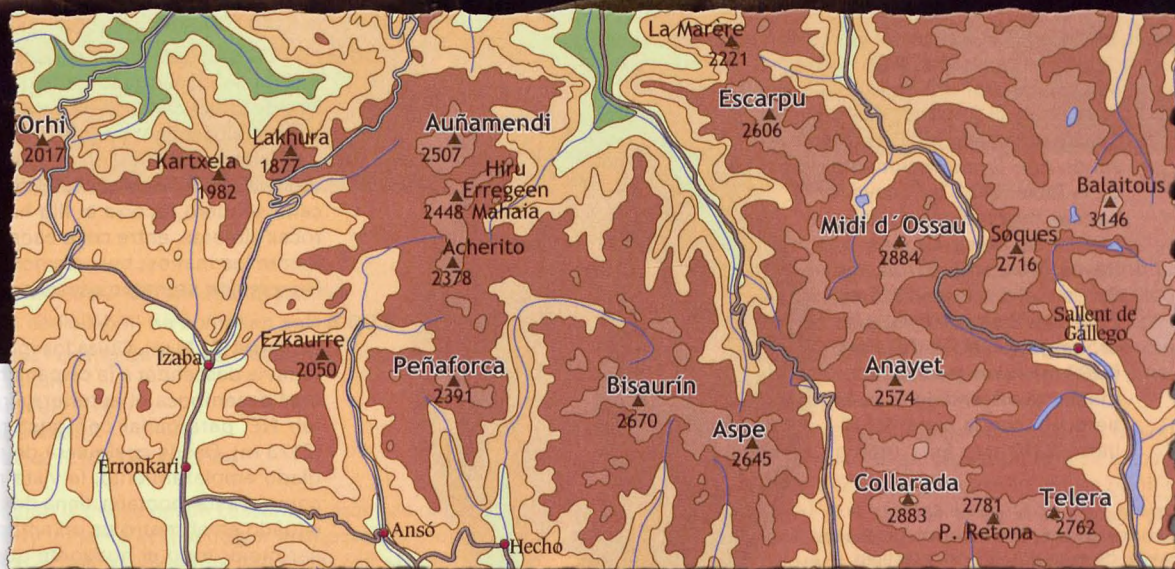 La Marère
2221
Escarpu
2606
Orhi
2017
Lakhura
1877
Kartxela
1982
Auñamendi
2507
Hiru
Erregeen
2448 Mahaia
Acherito
2378
Balaitous
3146
Midi d´Ossau
2884
Soques
2716
Sallent de
Gállego
Izaba
Ezkaurre
2050
Peñaforca
2391
Bisaurín
2670
Anayet
2574
Aspe
2645
Erronkari
Collarada
2883
2781
P. Retona
Telera
2762
Ansó
Hecho